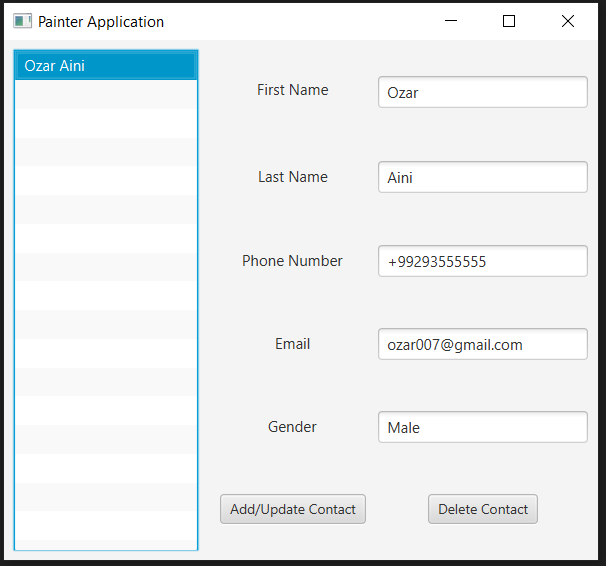 Painter Application
Ozar Aini
First Name
Ozar
Last Name
Aini
Phone Number
+99293555555
Email
ozar007@gmail.com
Gender
Male
Add/Update Contact
Delete Contact